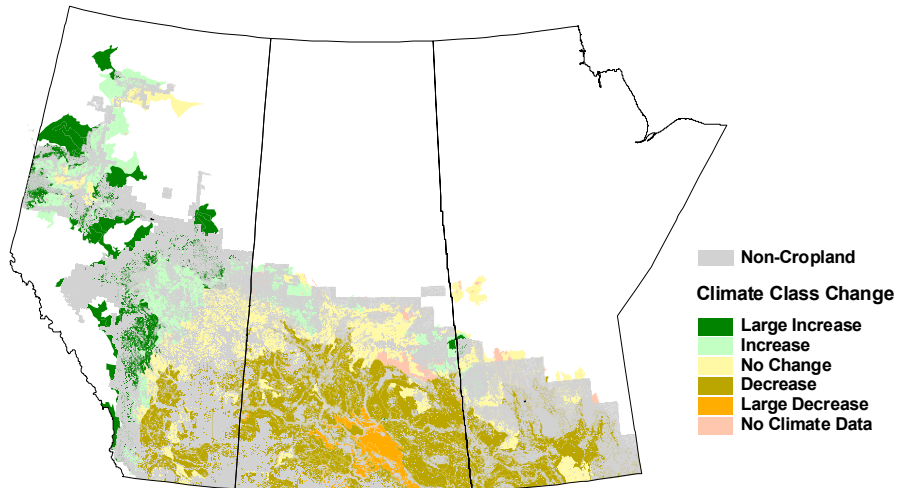 Non-Cropland
Climate Class Change
Large Increase
Increase
No Change
Decrease
Large Decrease
No Climate Data